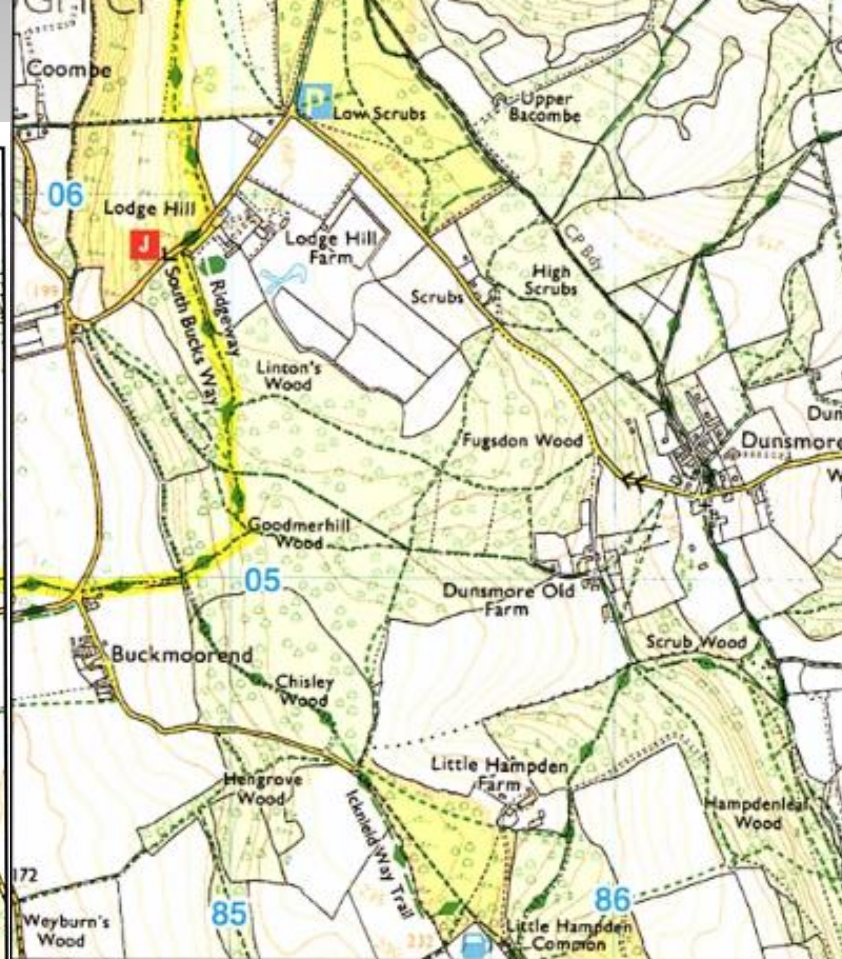 Coombe
P
Low Scrubs
Upper
Bacombe
06
Lodge Hill
J
Lodge Hill
Farm
CP Bdy
High
Scrubs
(199)
Scrubs
South Bucks Way
Ridgeway
Linton's
Wood
Fugsdon Wood
Dunsmore
Goodmerhill
Wood
05
Dunsmore Old
Farm
Scrub Wood
Buckmoorend
Chisley
Wood
Little Hampden
Farm
Hengrove
Wood
Hampdenleaf
Wood
Icknield Way Trail
172
85
86
Weyburn's
Wood
232
Little Hampden
Common